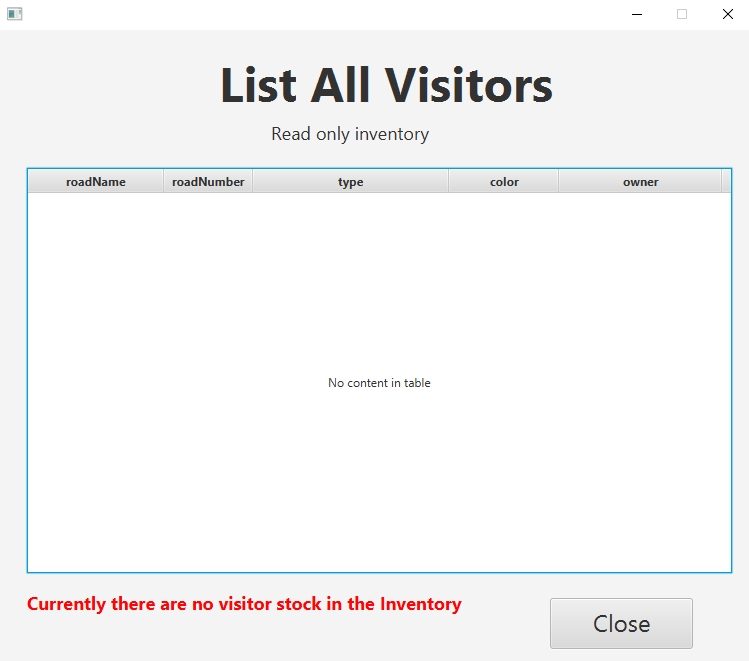 List All Visitors
Read only inventory
roadName roadNumber type color owner
No content in table
Currently there are no visitor stock in the Inventory
Close